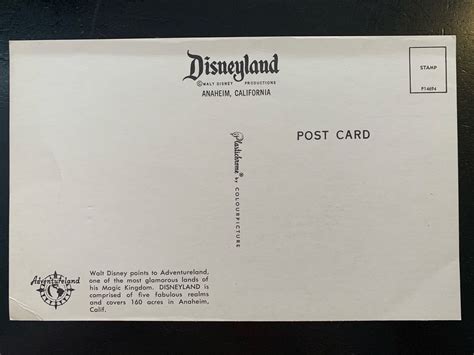 Disneyland
©WALT DISNEY PRODUCTIONS
ANAHEIM, CALIFORNIA
STAMP
P14694
POST CARD
Plastichrome® by COLOURPICTURE
Adventureland
Walt Disney points to Adventureland,
one of the most glamorous lands of
his Magic Kingdom. DISNEYLAND is
comprised of five fabulous realms
and covers 160 acres in Anaheim,
Calif.